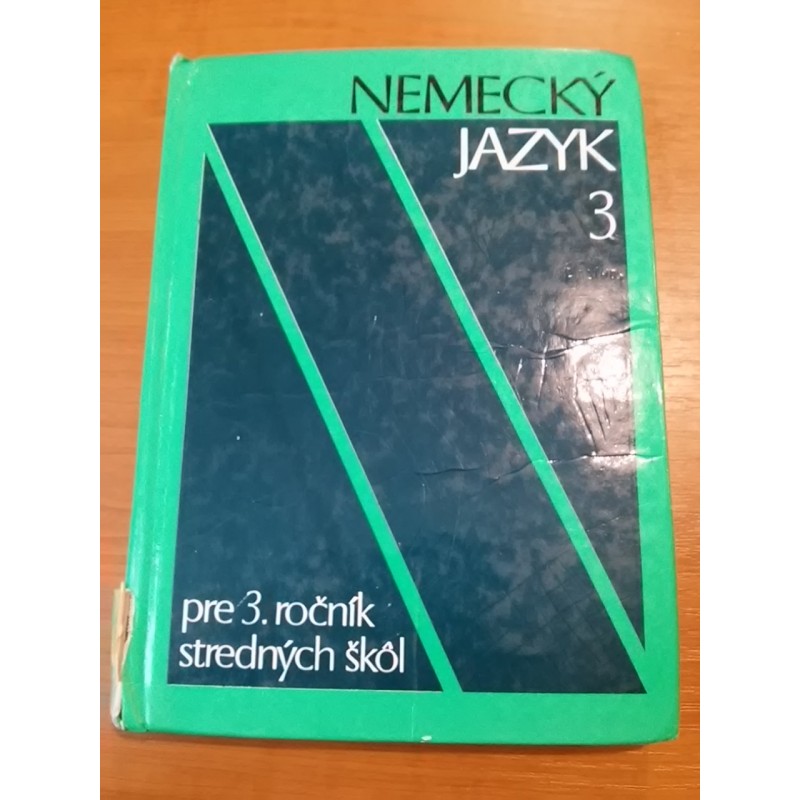 NEMECKÝ
JAZYK
3
pre 3. ročník
stredných škôl